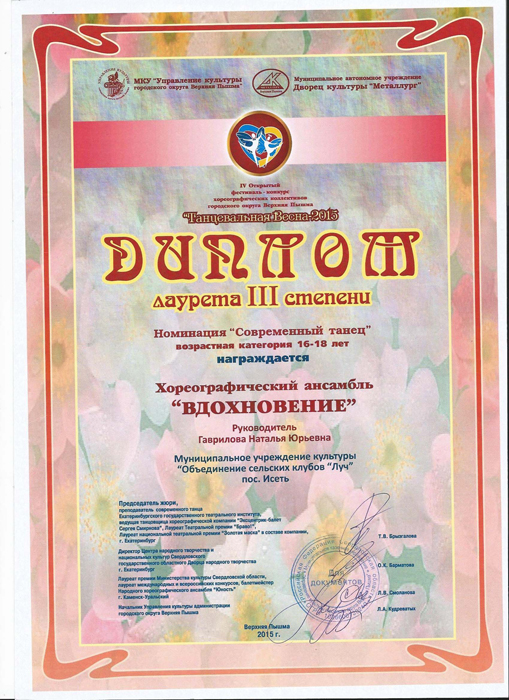 МКУ "Управление культуры
городского округа Верхняя Пышма"
Муниципальное автономное учреждение
Дворец культуры "Металлург"
IV Открытый
фестиваль - конкурс
хореографических коллективов
городского округа Верхняя Пышма
"Танцевальная Весна-2015
ДИПЛОМ
лауреата III степени
Номинация "Современный танец"
возрастная категория 16-18 лет
награждается
Хореографический ансамбль
"ВДОХНОВЕНИЕ"
Руководитель
Гаврилова Наталья Юрьевна
Муниципальное учреждение культуры
"Объединение сельских клубов "Луч"
пос. Исеть
Председатель жюри,
преподаватель современного танца
Екатеринбургского государственного театрального института,
ведущая танцовщица хореографической компании "Эксцентрик-балет
Сергея Смирнова", Лауреат Театральной премии "Браво!",
Лауреат национальной театральной премии "Золотая маска" в составе компании,
г. Екатеринбург
Т.В. Брызгалова
Директор Центра народного творчества и
национальных культур Свердловского
государственного областного Дворца народного творчества
г. Екатеринбург
О.Х. Барматова
Лауреат премии Министерства культуры Свердловской области,
лауреат международных и всероссийских конкурсов, балетмейстер
Народного хореографического ансамбля "Юность"
г. Каменск-Уральский
Л.В. Смоланова
Начальник Управления культуры администрации
городского округа Верхняя Пышма
Л.А. Кудреватых
Для
ДОКУМЕНТОВ
Верхняя Пышма
2015 г.